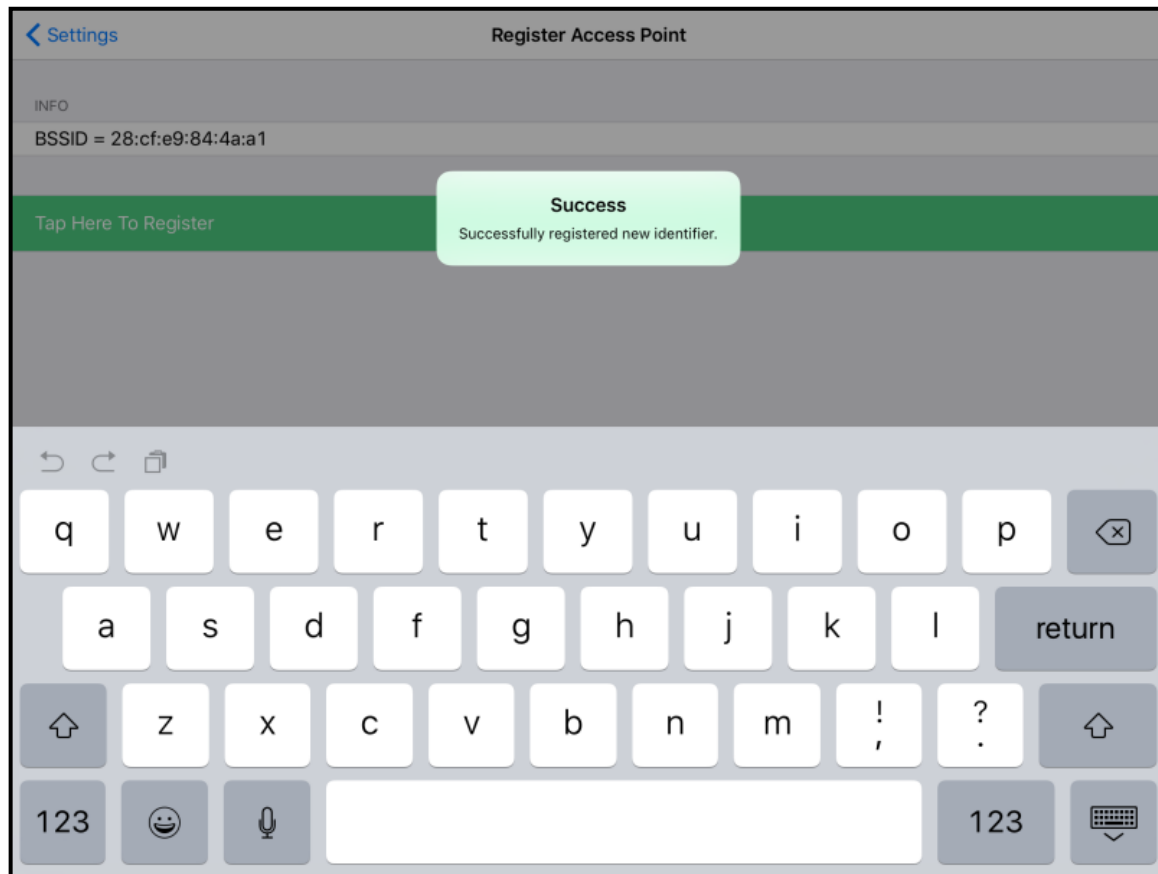 Settings
Register Access Point
INFO
BSSID = 28:cf:e9:84:4a:a1
Success
Successfully registered new identifier.
Tap Here To Register
q w e r t y u i o p
a s d f g h j k l return
z x c v b n m ! , ? .
123 123